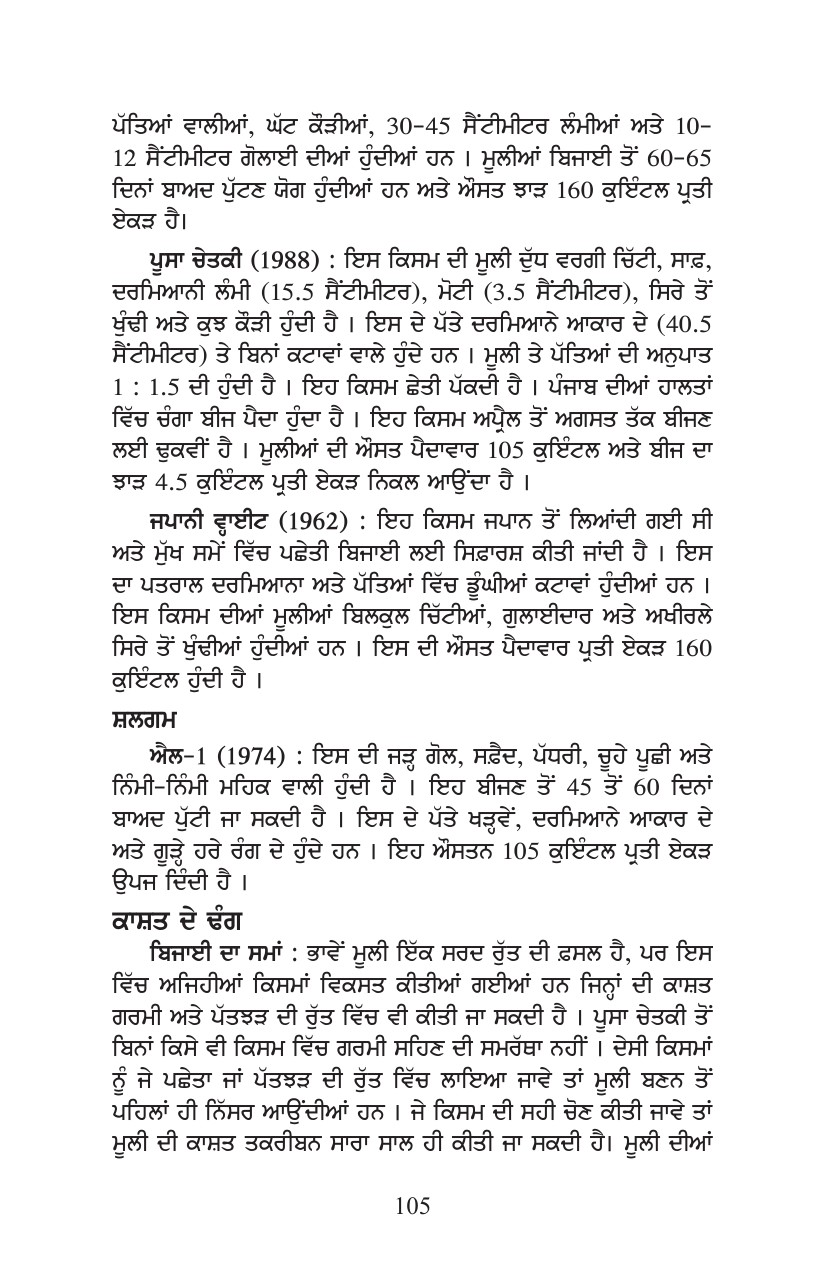 ਪੱਤਿਆਂ ਵਾਲੀਆਂ, ਘੱਟ ਕੌੜੀਆਂ, 30-45 ਸੈਂਟੀਮੀਟਰ ਲੰਮੀਆਂ ਅਤੇ 10-
12 ਸੈਂਟੀਮੀਟਰ ਗੋਲਾਈ ਦੀਆਂ ਹੁੰਦੀਆਂ ਹਨ । ਮੂਲੀਆਂ ਬਿਜਾਈ ਤੋਂ 60-65
ਦਿਨਾਂ ਬਾਅਦ ਪੁੱਟਣ ਯੋਗ ਹੁੰਦੀਆਂ ਹਨ ਅਤੇ ਔਸਤ ਝਾੜ 160 ਕੁਇੰਟਲ ਪ੍ਰਤੀ
ਏਕੜ ਹੈ।
ਪੂਸਾ ਚੇਤਕੀ (1988) : ਇਸ ਕਿਸਮ ਦੀ ਮੂਲੀ ਦੁੱਧ ਵਰਗੀ ਚਿੱਟੀ, ਸਾਫ਼,
ਦਰਮਿਆਨੀ ਲੰਮੀ (15.5 ਸੈਂਟੀਮੀਟਰ), ਮੋਟੀ (3.5 ਸੈਂਟੀਮੀਟਰ), ਸਿਰੇ ਤੋਂ
ਖੁੰਢੀ ਅਤੇ ਕੁਝ ਕੌੜੀ ਹੁੰਦੀ ਹੈ । ਇਸ ਦੇ ਪੱਤੇ ਦਰਮਿਆਨੇ ਆਕਾਰ ਦੇ (40.5
ਸੈਂਟੀਮੀਟਰ) ਤੇ ਬਿਨਾਂ ਕਟਾਵਾਂ ਵਾਲੇ ਹੁੰਦੇ ਹਨ । ਮੂਲੀ ਤੇ ਪੱਤਿਆਂ ਦੀ ਅਨੁਪਾਤ
1 : 1.5 ਦੀ ਹੁੰਦੀ ਹੈ । ਇਹ ਕਿਸਮ ਛੇਤੀ ਪੱਕਦੀ ਹੈ । ਪੰਜਾਬ ਦੀਆਂ ਹਾਲਤਾਂ
ਵਿੱਚ ਚੰਗਾ ਬੀਜ ਪੈਦਾ ਹੁੰਦਾ ਹੈ । ਇਹ ਕਿਸਮ ਅਪ੍ਰੈਲ ਤੋਂ ਅਗਸਤ ਤੱਕ ਬੀਜਣ
ਲਈ ਢੁਕਵੀਂ ਹੈ । ਮੂਲੀਆਂ ਦੀ ਔਸਤ ਪੈਦਾਵਾਰ 105 ਕੁਇੰਟਲ ਅਤੇ ਬੀਜ ਦਾ
ਝਾੜ 4.5 ਕੁਇੰਟਲ ਪ੍ਰਤੀ ਏਕੜ ਨਿਕਲ ਆਉਂਦਾ ਹੈ ।
ਜਪਾਨੀ ਵ੍ਹਾਈਟ (1962) : ਇਹ ਕਿਸਮ ਜਪਾਨ ਤੋਂ ਲਿਆਂਦੀ ਗਈ ਸੀ
ਅਤੇ ਮੁੱਖ ਸਮੇਂ ਵਿੱਚ ਪਛੇਤੀ ਬਿਜਾਈ ਲਈ ਸਿਫ਼ਾਰਸ਼ ਕੀਤੀ ਜਾਂਦੀ ਹੈ । ਇਸ
ਦਾ ਪਤਰਾਲ ਦਰਮਿਆਨਾ ਅਤੇ ਪੱਤਿਆਂ ਵਿੱਚ ਡੂੰਘੀਆਂ ਕਟਾਵਾਂ ਹੁੰਦੀਆਂ ਹਨ ।
ਇਸ ਕਿਸਮ ਦੀਆਂ ਮੂਲੀਆਂ ਬਿਲਕੁਲ ਚਿੱਟੀਆਂ, ਗੁਲਾਈਦਾਰ ਅਤੇ ਅਖੀਰਲੇ
ਸਿਰੇ ਤੋਂ ਖੁੰਢੀਆਂ ਹੁੰਦੀਆਂ ਹਨ । ਇਸ ਦੀ ਔਸਤ ਪੈਦਾਵਾਰ ਪ੍ਰਤੀ ਏਕੜ 160
ਕੁਇੰਟਲ ਹੁੰਦੀ ਹੈ ।
ਸ਼ਲਗਮ
ਐਲ-1 (1974) : ਇਸ ਦੀ ਜੜ੍ਹ ਗੋਲ, ਸਫ਼ੈਦ, ਪੱਧਰੀ, ਚੂਹੇ ਪੂਛੀ ਅਤੇ
ਨਿੰਮੀ-ਨਿੰਮੀ ਮਹਿਕ ਵਾਲੀ ਹੁੰਦੀ ਹੈ । ਇਹ ਬੀਜਣ ਤੋਂ 45 ਤੋਂ 60 ਦਿਨਾਂ
ਬਾਅਦ ਪੁੱਟੀ ਜਾ ਸਕਦੀ ਹੈ । ਇਸ ਦੇ ਪੱਤੇ ਖੜ੍ਹਵੇਂ, ਦਰਮਿਆਨੇ ਆਕਾਰ ਦੇ
ਅਤੇ ਗੂੜ੍ਹੇ ਹਰੇ ਰੰਗ ਦੇ ਹੁੰਦੇ ਹਨ । ਇਹ ਔਸਤਨ 105 ਕੁਇੰਟਲ ਪ੍ਰਤੀ ਏਕੜ
ਉਪਜ ਦਿੰਦੀ ਹੈ ।
ਕਾਸ਼ਤ ਦੇ ਢੰਗ
ਬਿਜਾਈ ਦਾ ਸਮਾਂ : ਭਾਵੇਂ ਮੂਲੀ ਇੱਕ ਸਰਦ ਰੁੱਤ ਦੀ ਫ਼ਸਲ ਹੈ, ਪਰ ਇਸ
ਵਿੱਚ ਅਜਿਹੀਆਂ ਕਿਸਮਾਂ ਵਿਕਸਤ ਕੀਤੀਆਂ ਗਈਆਂ ਹਨ ਜਿਨ੍ਹਾਂ ਦੀ ਕਾਸ਼ਤ
ਗਰਮੀ ਅਤੇ ਪੱਤਝੜ ਦੀ ਰੁੱਤ ਵਿੱਚ ਵੀ ਕੀਤੀ ਜਾ ਸਕਦੀ ਹੈ । ਪੂਸਾ ਚੇਤਕੀ ਤੋਂ
ਬਿਨਾਂ ਕਿਸੇ ਵੀ ਕਿਸਮ ਵਿੱਚ ਗਰਮੀ ਸਹਿਣ ਦੀ ਸਮਰੱਥਾ ਨਹੀਂ । ਦੇਸੀ ਕਿਸਮਾਂ
ਨੂੰ ਜੇ ਪਛੇਤਾ ਜਾਂ ਪੱਤਝੜ ਦੀ ਰੁੱਤ ਵਿੱਚ ਲਾਇਆ ਜਾਵੇ ਤਾਂ ਮੂਲੀ ਬਣਨ ਤੋਂ
ਪਹਿਲਾਂ ਹੀ ਨਿੱਸਰ ਆਉਂਦੀਆਂ ਹਨ । ਜੇ ਕਿਸਮ ਦੀ ਸਹੀ ਚੋਣ ਕੀਤੀ ਜਾਵੇ ਤਾਂ
ਮੂਲੀ ਦੀ ਕਾਸ਼ਤ ਤਕਰੀਬਨ ਸਾਰਾ ਸਾਲ ਹੀ ਕੀਤੀ ਜਾ ਸਕਦੀ ਹੈ। ਮੂਲੀ ਦੀਆਂ
105